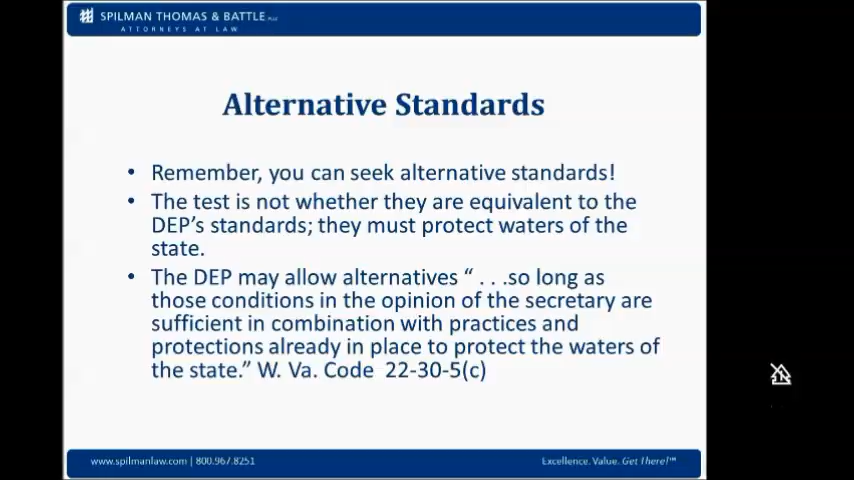 SPILMAN THOMAS & BATTLE PLLC
ATTORNEYS AT LAW
Alternative Standards
• Remember, you can seek alternative standards!
• The test is not whether they are equivalent to the
DEP's standards; they must protect waters of the
state.
• The DEP may allow alternatives “ . . .so long as
those conditions in the opinion of the secretary are
sufficient in combination with practices and
protections already in place to protect the waters of
the state.” W. Va. Code 22-30-5(c)
www.spilmanlaw.com | 800.967.8251
Excellence. Value. Get There!™